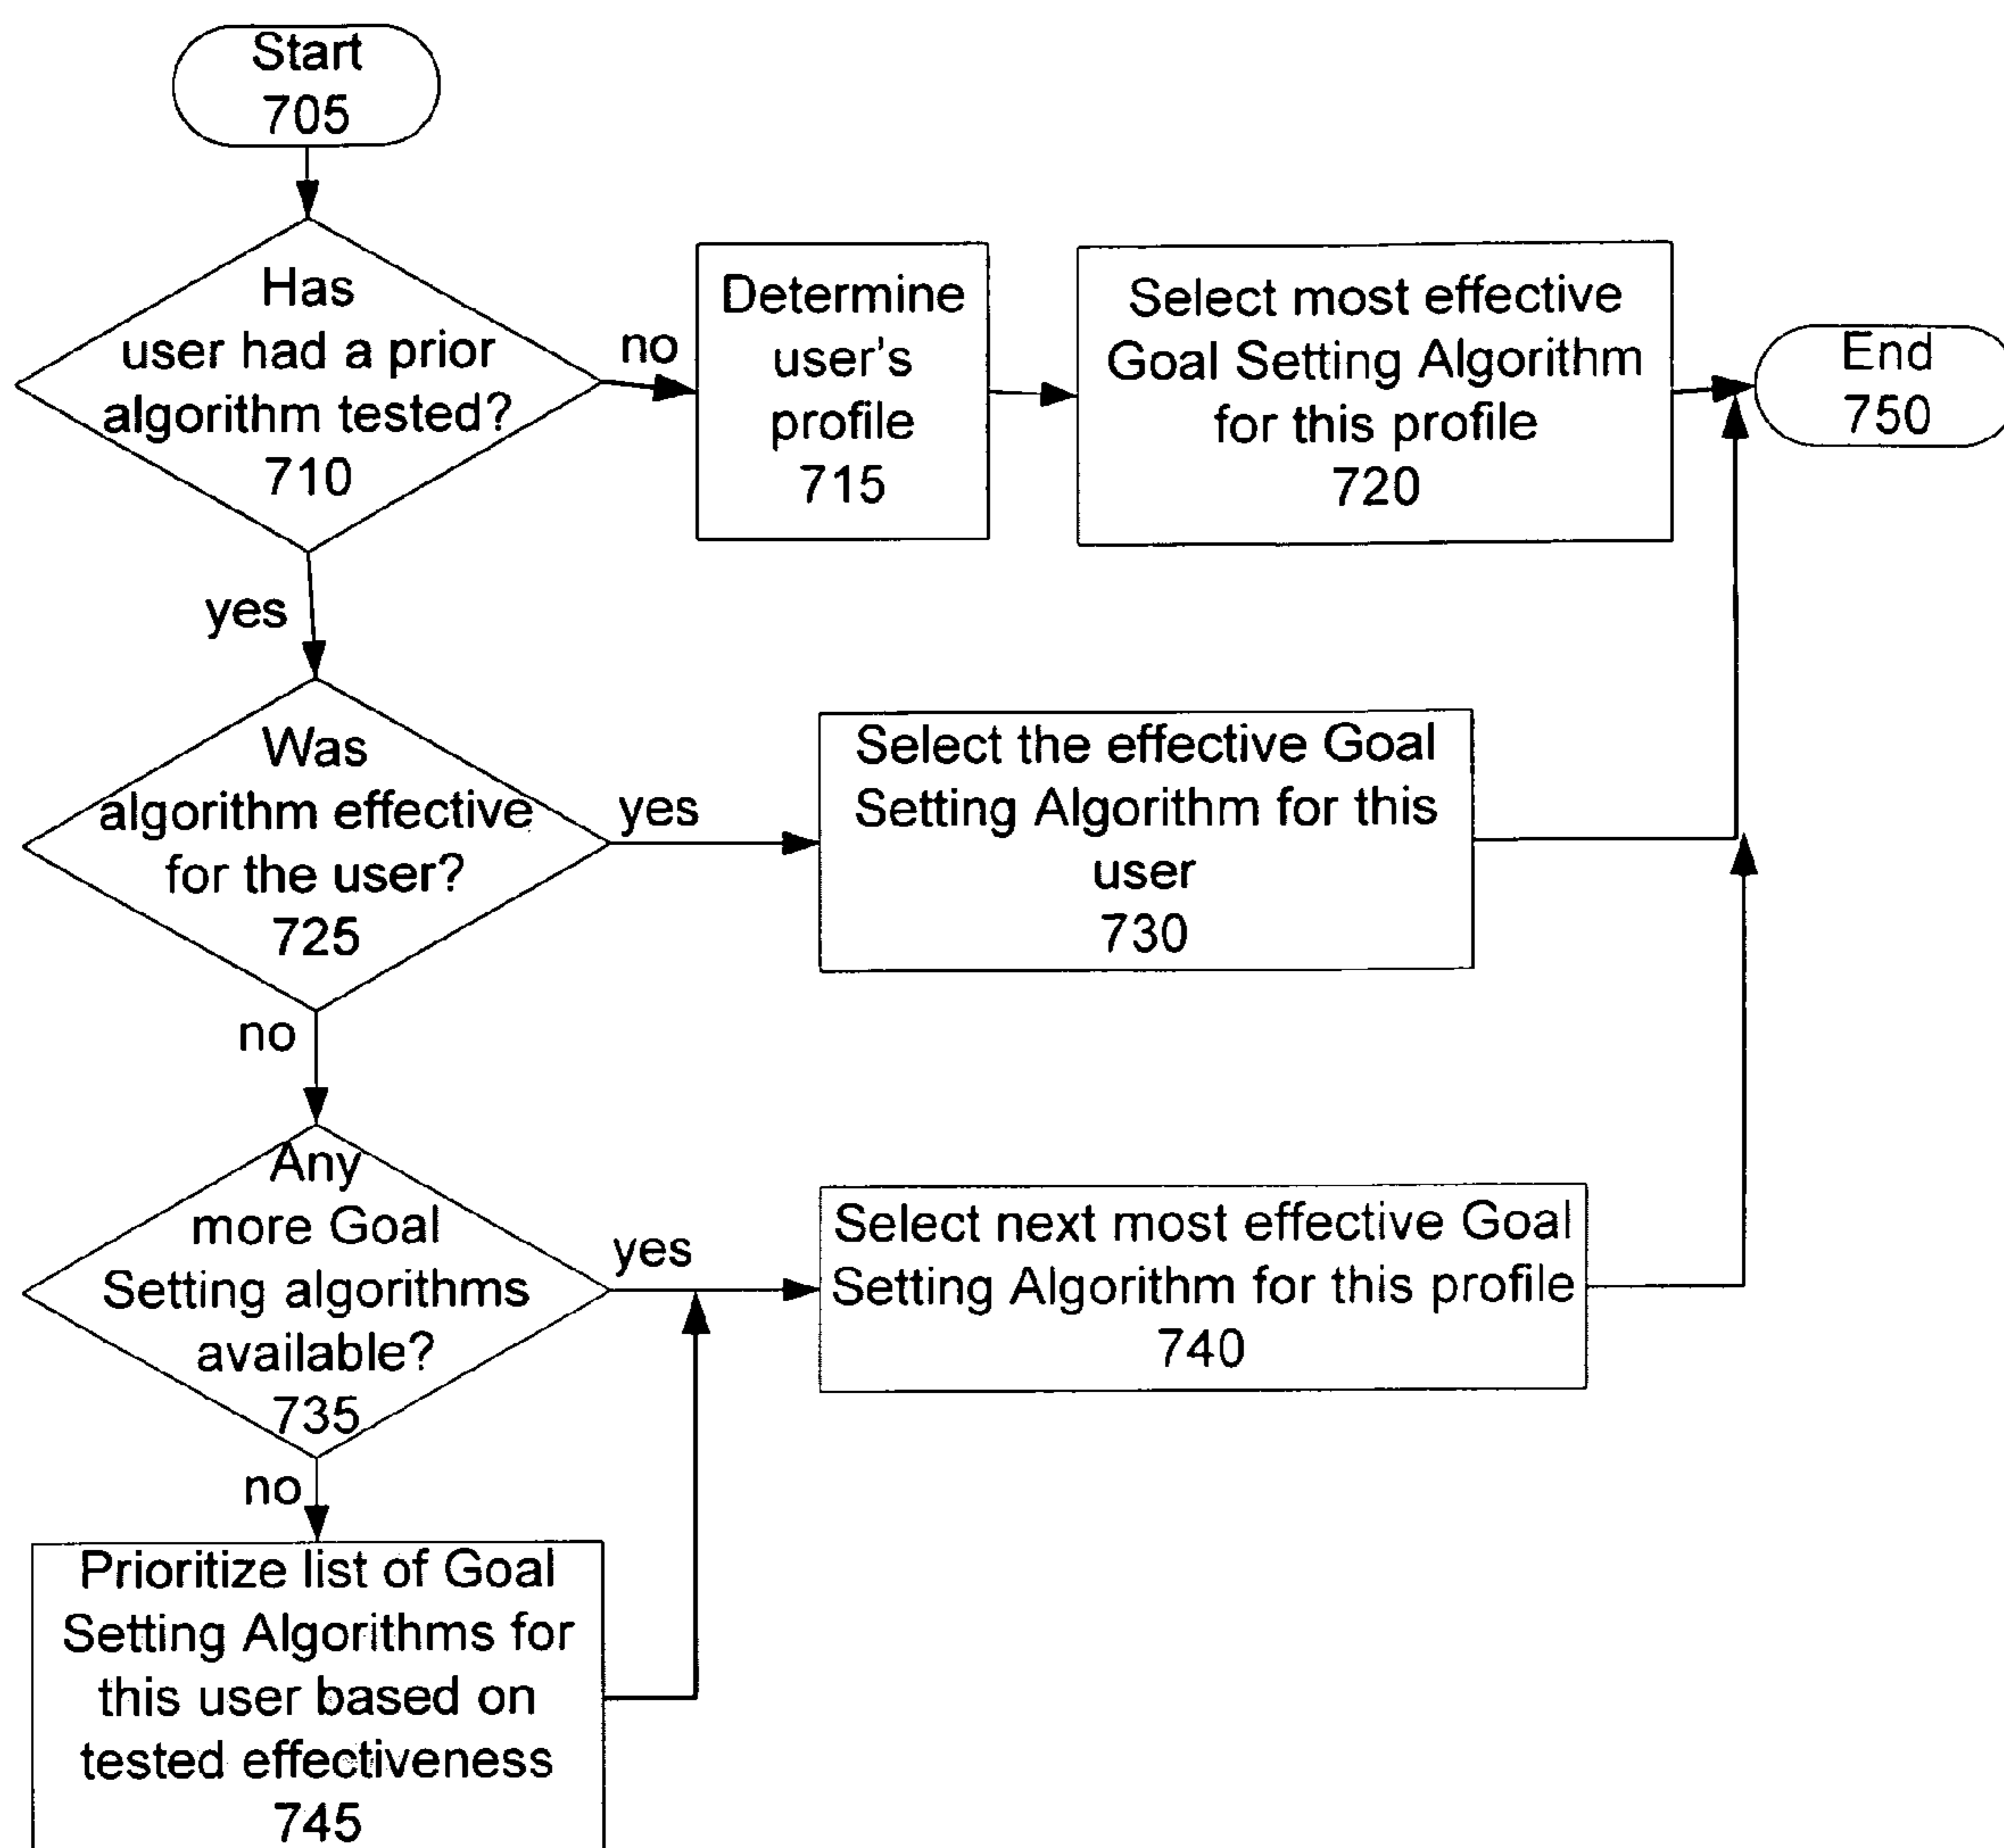 Start
705
Has
user had a prior
algorithm tested?
710
no
Determine
user's
profile
715
Select most effective
Goal Setting Algorithm
for this profile
720
End
750
yes
Was
algorithm effective
for the user?
725
yes
Select the effective Goal
Setting Algorithm for this
user
730
no
Any
more Goal
Setting algorithms
available?
735
yes
Select next most effective Goal
Setting Algorithm for this profile
740
no
Prioritize list of Goal
Setting Algorithms for
this user based on
tested effectiveness
745